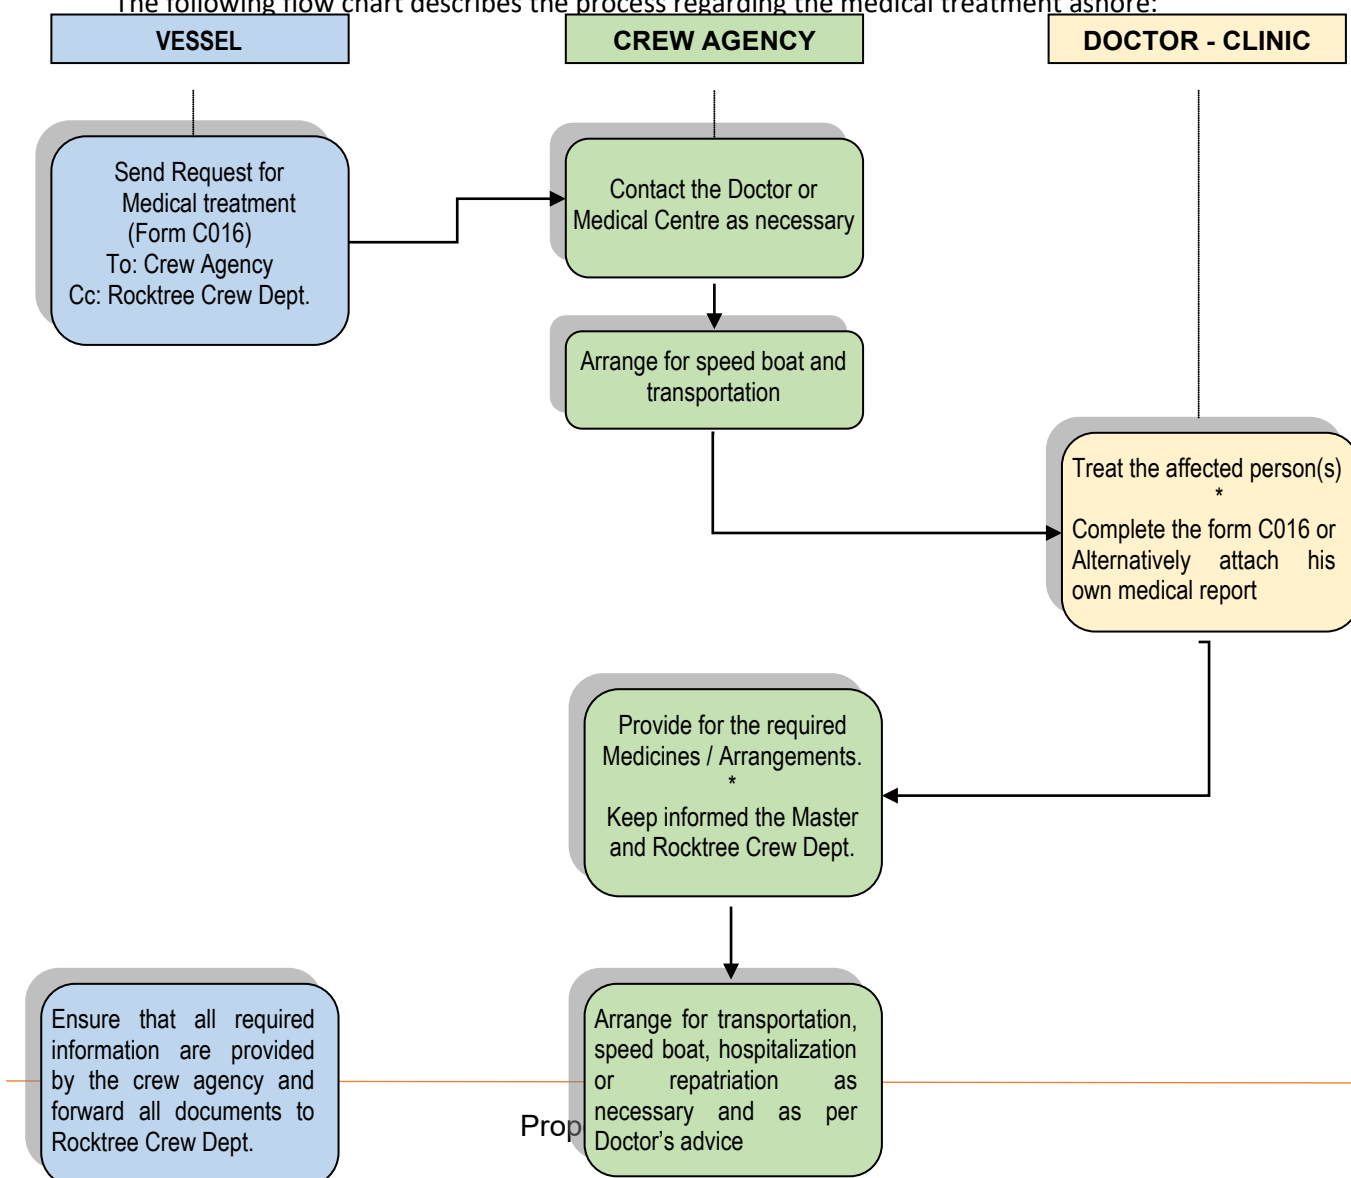 The following flow chart describes the process regarding the medical treatment ashore:
VESSEL
CREW AGENCY
DOCTOR - CLINIC
Send Request for
Medical treatment
(Form C016)
To: Crew Agency
Cc: Rocktree Crew Dept.
Contact the Doctor or
Medical Centre as necessary
Arrange for speed boat and
transportation
Treat the affected person(s)
*
Complete the form C016 or
Alternatively attach his
own medical report
Provide for the required
Medicines / Arrangements.
*
Keep informed the Master
and Rocktree Crew Dept.
Ensure that all required
information are provided
by the crew agency and
forward all documents to
Rocktree Crew Dept.
Arrange for transportation,
speed boat, hospitalization
or repatriation as
necessary and as per
Doctor’s advice